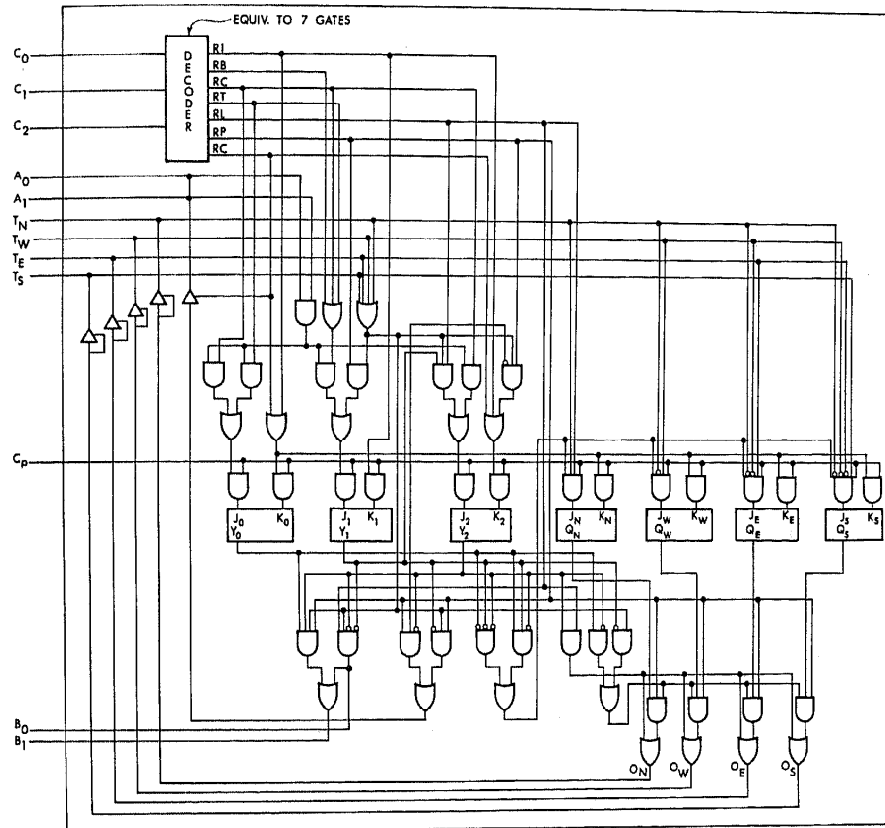 EQUIV. TO 7 GATES
DECODER
C0
C1
C2
RI
RB
RC
RT
RL
RP
RC
A0
A1
TN
TW
TE
TS
Cp
J0 K0
Y0
J1 K1
Y1
J2 K2
Y2
JN KN
QN
JW KW
QW
JE KE
QE
JS KS
QS
B0
B1
ON
OW
OE
OS